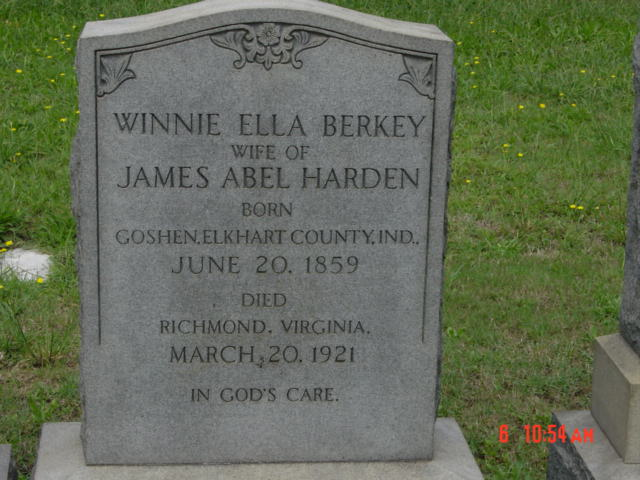 WINNIE ELLA BERKEY
WIFE OF
JAMES ABEL HARDEN
BORN
GOSHEN, ELKHART COUNTY, IND.,
JUNE 20, 1859
DIED
RICHMOND, VIRGINIA,
MARCH 20, 1921
IN GOD'S CARE.
6 10:54 AM